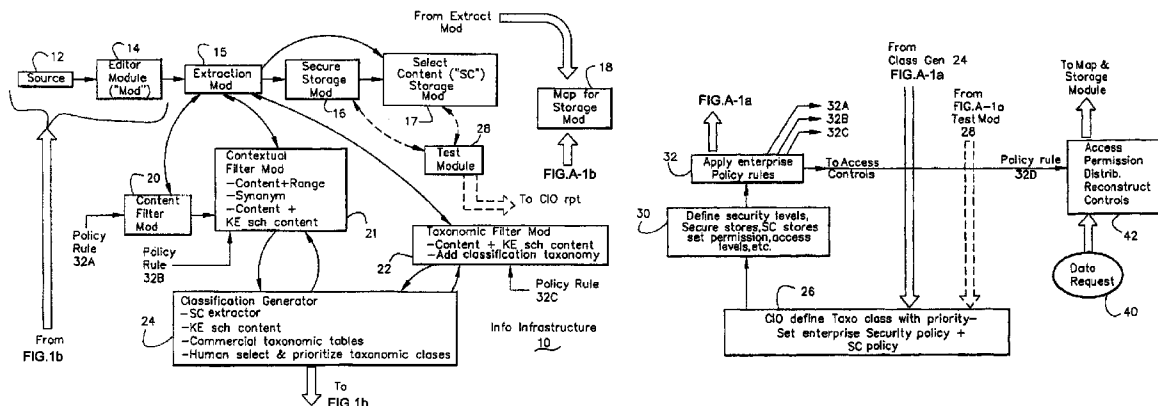 12
Source
14
Editor
Module
("Mod")
15
Extraction
Mod
Secure
Storage
Mod
16
Select
Content ("SC")
Storage
Mod
17
From Extract
Mod
18
Map for
Storage
Mod
FIG.A-1b
28
Test
Module
To CIO rpt
20
Content
Filter
Mod
Policy
Rule
32A
Contextual
Filter Mod
-Content+Range
-Synonym
-Content +
KE sch content
21
Policy
Rule
32B
Taxonomic Filter Mod
-Content + KE sch content
-Add classification taxonomy
22
Policy Rule
32C
24
Classification Generator
-SC extractor
-KE sch content
-Commercial taxonomic tables
-Human select & prioritize taxonomic clases
Info Infrastructure
10
From
FIG.1b
To
FIG.1b
FIG.A-1a
32A
32B
32C
32
Apply enterprise
Policy rules
To Access
Controls
30
Define security levels,
Secure stores,SC stores
set permission,access
levels,etc.
From
Class Gen 24
FIG.A-1a
From
FIG.A-1a
Test Mod
28
To Map &
Storage
Module
Policy rule
32D
Access
Permission
Distrib.
Reconstruct
Controls
42
Data
Request
40
26
CIO define Taxo class with priority-
Set enterprise Security policy +
SC policy